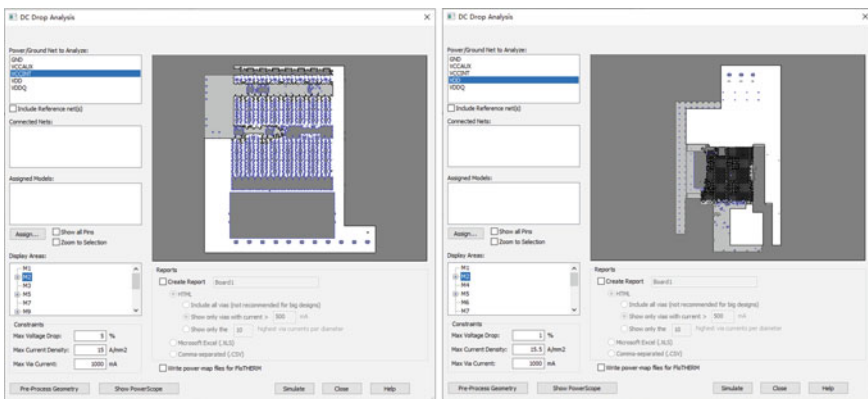 DC Drop Analysis
Power/Ground Net to Analyze:
GND
VCCAUX
VCCINT
VDD
VDDQ
Include Reference net(s)
Connected Nets:
Assigned Models:
Assign...
Show all Pins
Zoom to Selection
Display Areas:
M1
M2
M3
M5
M7
M9
Constraints
Max Voltage Drop: 5 %
Max Current Density: 15 A/mm2
Max Via Current: 1000 mA
Reports
Create Report Board1
HTML
Include all vias (not recommended for big designs)
Show only vias with current > 500 mA
Show only the 10 highest via currents per diameter
Microsoft Excel (.XLS)
Comma-separated (.CSV)
Write power-map files for FloTHERM
Pre-Process Geometry Show PowerScope Simulate Close Help
DC Drop Analysis
Power/Ground Net to Analyze:
GND
VCCAUX
VCCINT
VDD
VDDQ
Include Reference net(s)
Connected Nets:
Assigned Models:
Assign...
Show all Pins
Zoom to Selection
Display Areas:
M1
M2
M4
M5
M6
M7
Constraints
Max Voltage Drop: 1 %
Max Current Density: 15.5 A/mm2
Max Via Current: 1000 mA
Reports
Create Report Board1
HTML
Include all vias (not recommended for big designs)
Show only vias with current > 500 mA
Show only the 10 highest via currents per diameter
Microsoft Excel (.XLS)
Comma-separated (.CSV)
Write power-map files for FloTHERM
Pre-Process Geometry Show PowerScope Simulate Close Help